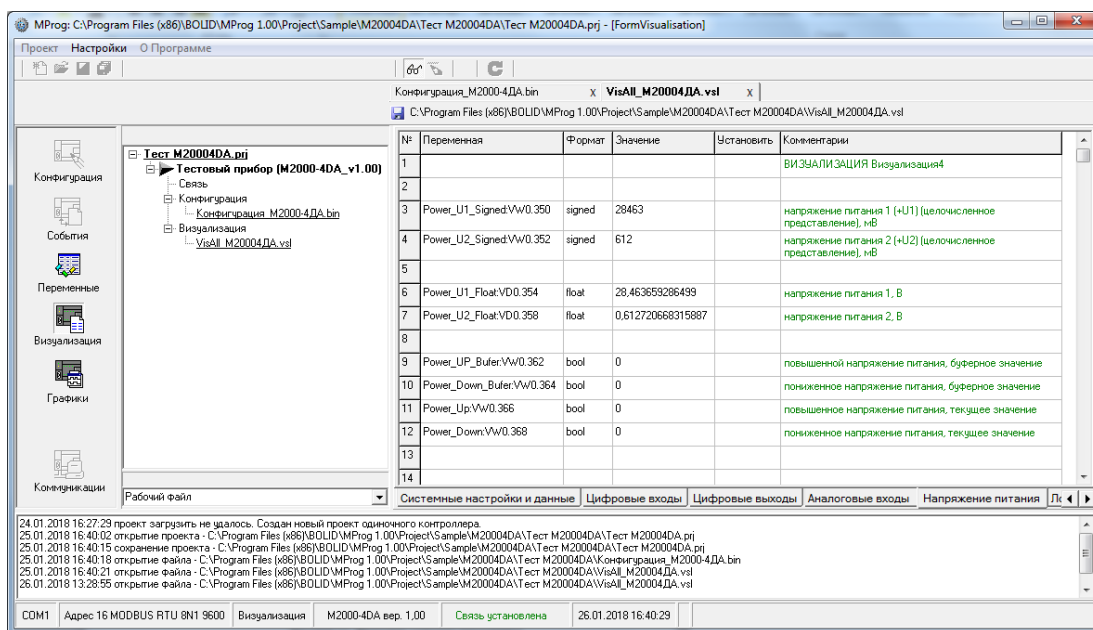 MProg: C:\Program Files (x86)\BOLID\MProg 1.00\Project\Sample\M20004DA\Тест M20004DA\Тест M20004DA.prj - [FormVisualisation]
Проект Настройки О Программе
Конфигурация_М2000-4ДА.bin x VisAll_M20004ДА.vsl x
C:\Program Files (x86)\BOLID\MProg 1.00\Project\Sample\M20004DA\Тест M20004DA\VisAll_M20004ДА.vsl
Конфигурация
События
Переменные
Визуализация
Графики
Коммуникации
Тест M20004DA.prj
Тестовый прибор (M2000-4DA_v1.00)
Связь
Конфигурация
Конфигурация_М2000-4ДА.bin
Визуализация
VisAll_M20004ДА.vsl
Рабочий файл
№ Переменная Формат Значение Установить Комментарии
1 ВИЗУАЛИЗАЦИЯ Визуализация4
2
3 Power_U1_Signed:VW0.350 signed 28463 напряжение питания 1 (+U1) (целочисленное
представление), мВ
4 Power_U2_Signed:VW0.352 signed 612 напряжение питания 2 (+U2) (целочисленное
представление), мВ
5
6 Power_U1_Float:VD0.354 float 28,463659286499 напряжение питания 1, В
7 Power_U2_Float:VD0.358 float 0,612720668315887 напряжение питания 2, В
8
9 Power_UP_Bufer:VW0.362 bool 0 повышенной напряжение питания, буферное значение
10 Power_Down_Bufer:VW0.364 bool 0 пониженное напряжение питания, буферное значение
11 Power_Up:VW0.366 bool 0 повышенное напряжение питания, текущее значение
12 Power_Down:VW0.368 bool 0 пониженное напряжение питания, текущее значение
13
14
Системные настройки и данные Цифровые входы Цифровые выходы Аналоговые входы Напряжение питания Ло
24.01.2018 16:27:29 проект загрузить не удалось. Создан новый проект одиночного контроллера.
25.01.2018 16:40:02 открытие проекта - C:\Program Files (x86)\BOLID\MProg 1.00\Project\Sample\M20004DA\Тест M20004DA\Тест M20004DA.prj
25.01.2018 16:40:15 сохранение проекта - C:\Program Files (x86)\BOLID\MProg 1.00\Project\Sample\M20004DA\Тест M20004DA\Тест M20004DA.prj
25.01.2018 16:40:18 открытие файла - C:\Program Files (x86)\BOLID\MProg 1.00\Project\Sample\M20004DA\Тест M20004DA\Конфигурация_М2000-4ДА.bin
25.01.2018 16:40:21 открытие файла - C:\Program Files (x86)\BOLID\MProg 1.00\Project\Sample\M20004DA\Тест M20004DA\VisAll_M20004ДА.vsl
26.01.2018 13:28:55 открытие файла - C:\Program Files (x86)\BOLID\MProg 1.00\Project\Sample\M20004DA\Тест M20004DA\VisAll_M20004ДА.vsl
COM1 Адрес 16 MODBUS RTU 8N1 9600 Визуализация M2000-4DA вер. 1,00 Связь установлена 26.01.2018 16:40:29